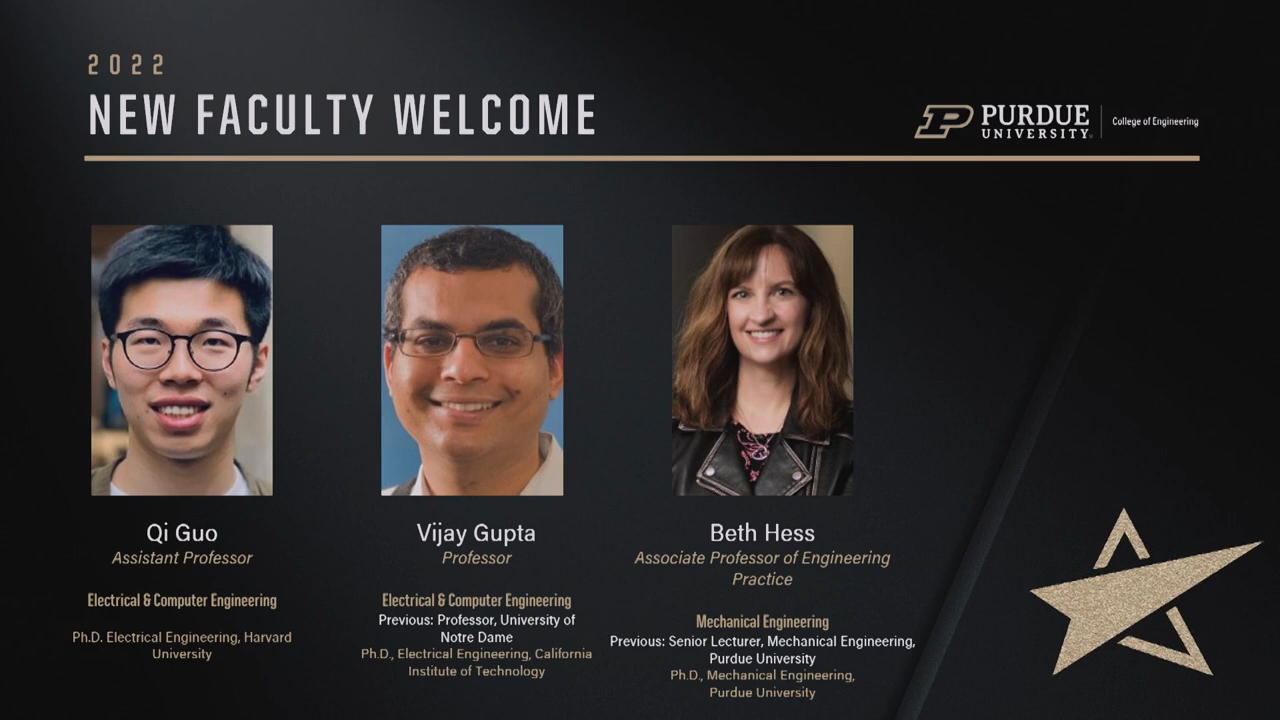 2022
NEW FACULTY WELCOME
P PURDUE UNIVERSITY® College of Engineering
Qi Guo
Assistant Professor
Electrical & Computer Engineering
Ph.D. Electrical Engineering, Harvard
University
Vijay Gupta
Professor
Electrical & Computer Engineering
Previous: Professor, University of
Notre Dame
Ph.D., Electrical Engineering, California
Institute of Technology
Beth Hess
Associate Professor of Engineering
Practice
Mechanical Engineering
Previous: Senior Lecturer, Mechanical Engineering,
Purdue University
Ph.D., Mechanical Engineering,
Purdue University